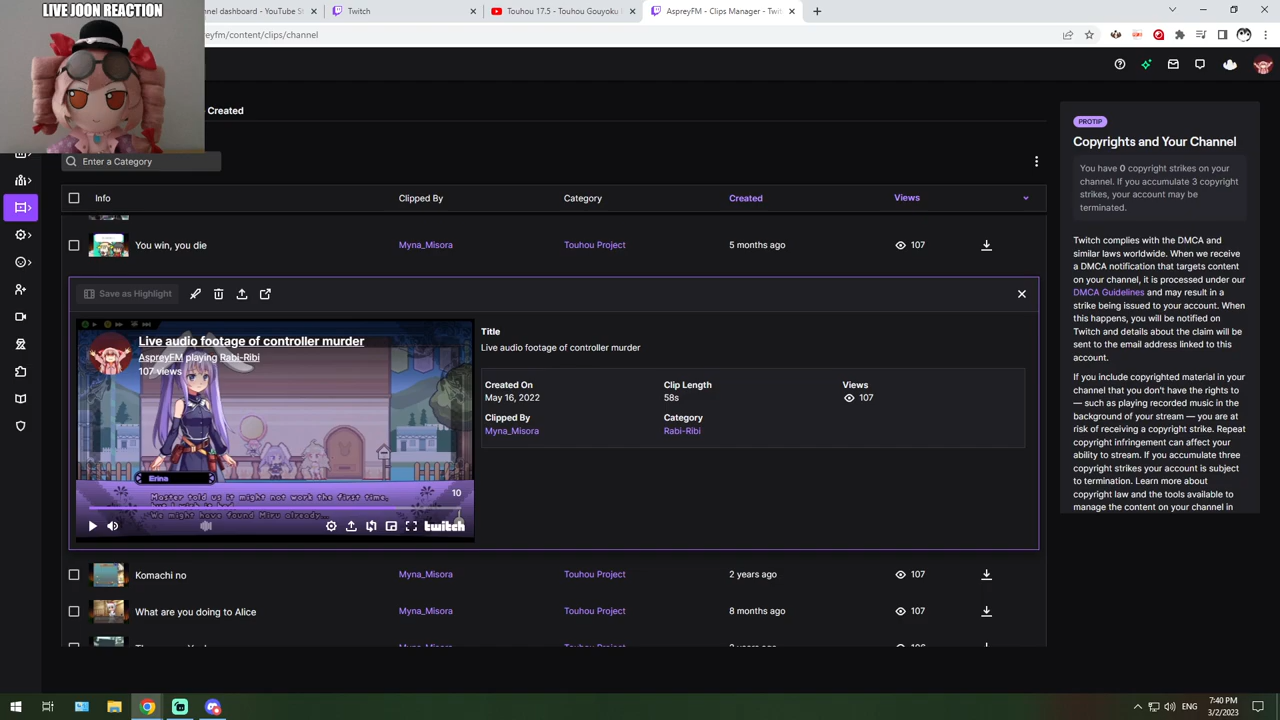 LIVE JOON REACTION
nnel dashboard - YouTube St
Twitch
Touhou 17.5 - Touhou Gouyoku I
AspreyFM - Clips Manager - Twit
eyfm/content/clips/channel
Created
Enter a Category
Info
Clipped By
Category
Created
Views
You win, you die
Myna_Misora
Touhou Project
5 months ago
107
Save as Highlight
Live audio footage of controller murder
AspreyFM playing Rabi-Ribi
107 views
Erina
Master told us it might not work the first time,
We might have found Miru already...
10
twitch
Title
Live audio footage of controller murder
Created On
May 16, 2022
Clip Length
58s
Views
107
Clipped By
Myna_Misora
Category
Rabi-Ribi
Komachi no
Myna_Misora
Touhou Project
2 years ago
107
What are you doing to Alice
Myna_Misora
Touhou Project
8 months ago
107
PROTIP
Copyrights and Your Channel
You have 0 copyright strikes on
your channel. If you accumulate 3 copyright
strikes, your account may be
terminated.
Twitch complies with the DMCA and
similar laws worldwide. When we receive
a DMCA notification that targets content
on your channel, it is processed under our
DMCA Guidelines and may result in a
strike being issued to your account. When
this happens, you will be notified on
Twitch and details about the claim will be
sent to the email address linked to this
account.
If you include copyrighted material in your
channel that you don't have the rights to
— such as playing recorded music in the
background of your stream — you are at
risk of receiving a copyright strike. Repeat
copyright infringement can affect your
ability to stream. If you accumulate three
copyright strikes your account is subject
to termination. Learn more about
copyright law and the tools available to
manage the content on your channel in
ENG
7:40 PM
3/2/2023